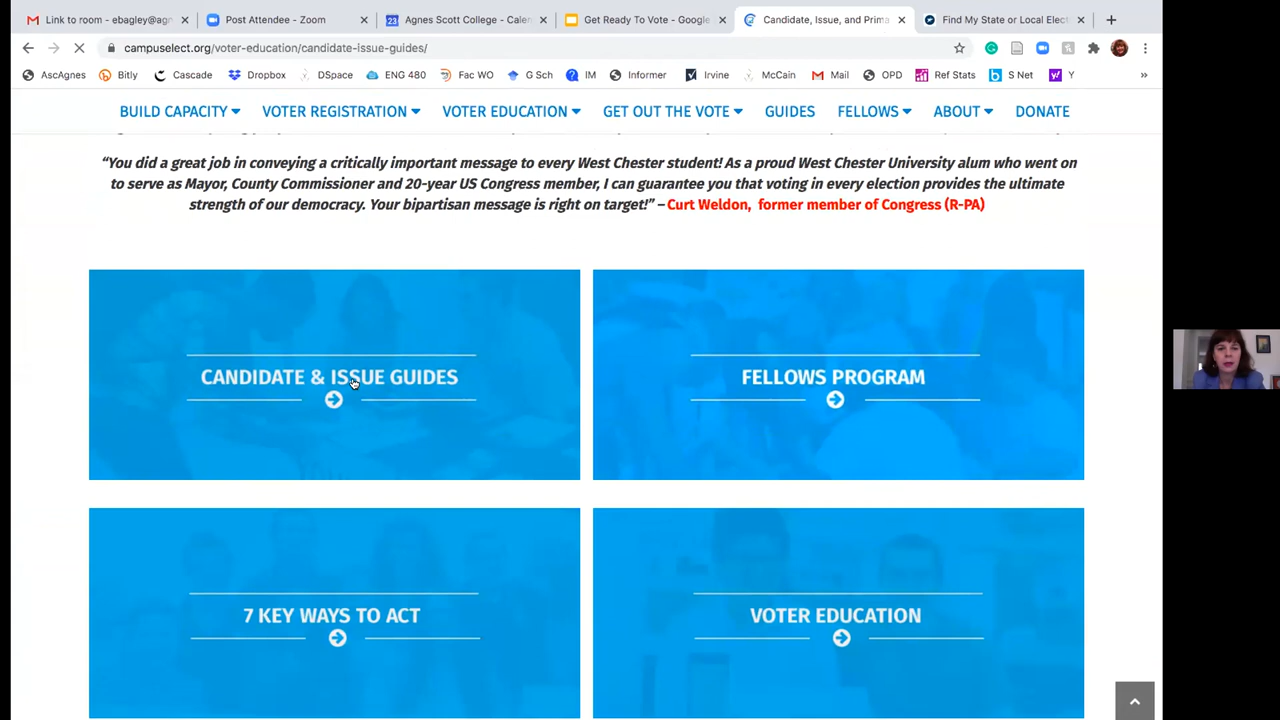 Link to room - ebagley@agn
Post Attendee - Zoom
Agnes Scott College - Calen
Get Ready To Vote - Google
Candidate, Issue, and Prima
Find My State or Local Elect
campuselect.org/voter-education/candidate-issue-guides/
AscAgnes Bitly Cascade Dropbox DSpace ENG 480 Fac WO G Sch IM Informer Irvine McCain Mail OPD Ref Stats S Net Y »
BUILD CAPACITY VOTER REGISTRATION VOTER EDUCATION GET OUT THE VOTE GUIDES FELLOWS ABOUT DONATE
“You did a great job in conveying a critically important message to every West Chester student! As a proud West Chester University alum who went on
to serve as Mayor, County Commissioner and 20-year US Congress member, I can guarantee you that voting in every election provides the ultimate
strength of our democracy. Your bipartisan message is right on target!” – Curt Weldon, former member of Congress (R-PA)
CANDIDATE & ISSUE GUIDES
FELLOWS PROGRAM
7 KEY WAYS TO ACT
VOTER EDUCATION